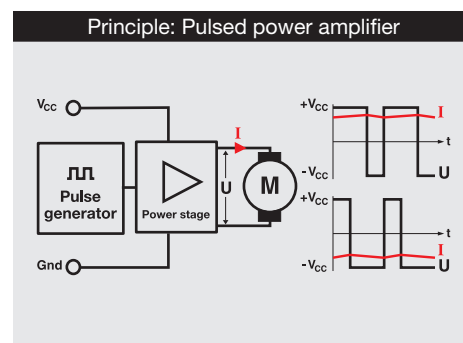 Principle: Pulsed power amplifier
VCC
Pulse
generator
Power stage
Gnd
I
U
M
+VCC
I
t
-VCC
U
+VCC
t
I
-VCC
U